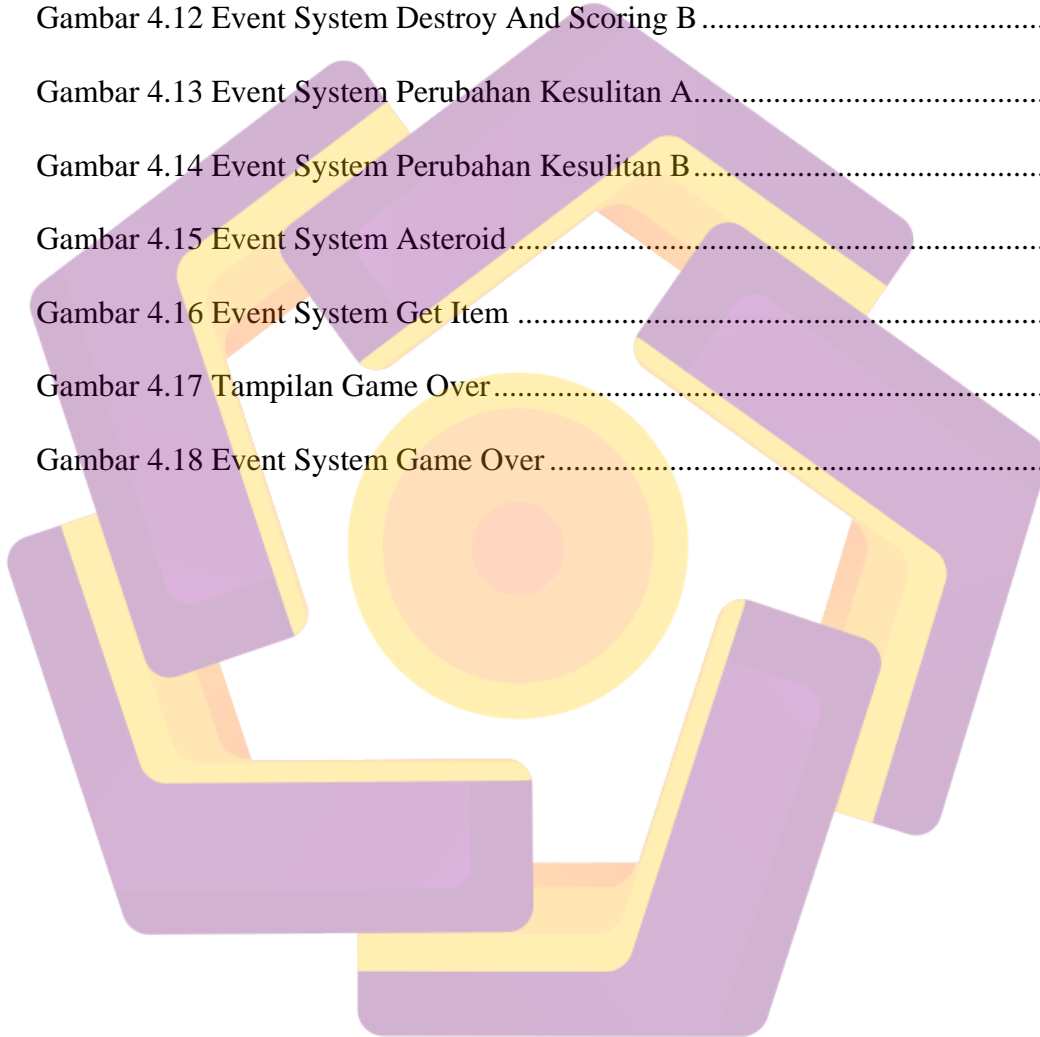 Gambar 4.12 Event System Destroy And Scoring B.........................................
Gambar 4.13 Event System Perubahan Kesulitan A.........................................
Gambar 4.14 Event System Perubahan Kesulitan B.........................................
Gambar 4.15 Event System Asteroid................................................................
Gambar 4.16 Event System Get Item ...............................................................
Gambar 4.17 Tampilan Game Over..................................................................
Gambar 4.18 Event System Game Over...........................................................